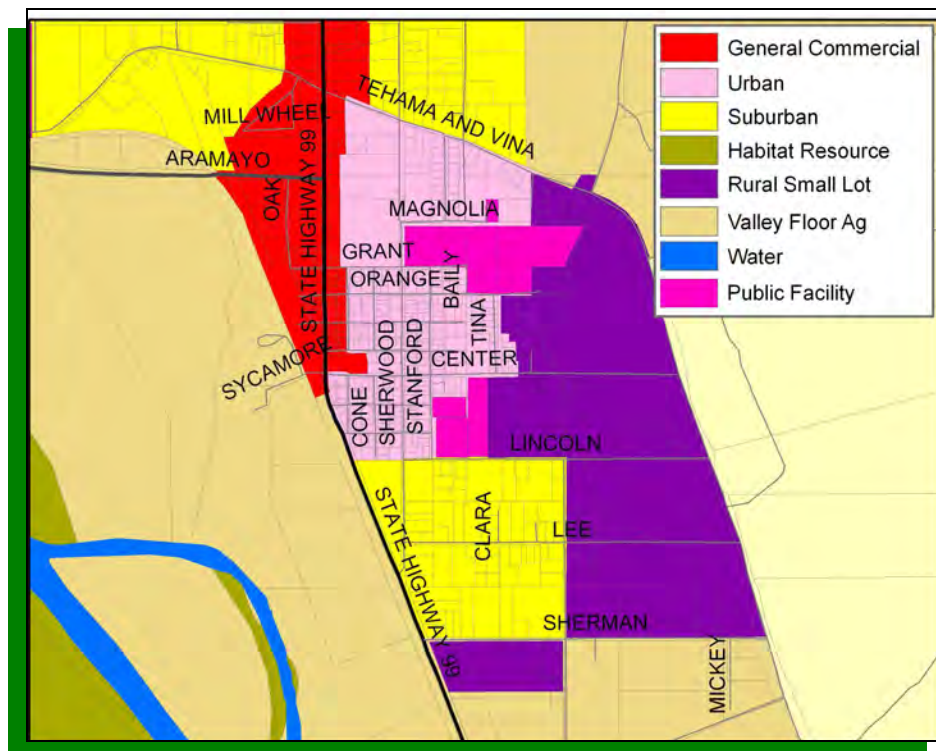 General Commercial
Urban
Suburban
Habitat Resource
Rural Small Lot
Valley Floor Ag
Water
Public Facility
TEHAMA AND VINA
MILL WHEEL
ARAMAYO
OAK
STATE HIGHWAY 99
MAGNOLIA
GRANT
ORANGE
BAILY
TINA
SYCAMORE
SHERWOOD
STANFORD
CENTER
CONE
LINCOLN
STATE HIGHWAY 99
CLARA
LEE
SHERMAN
MICKEY